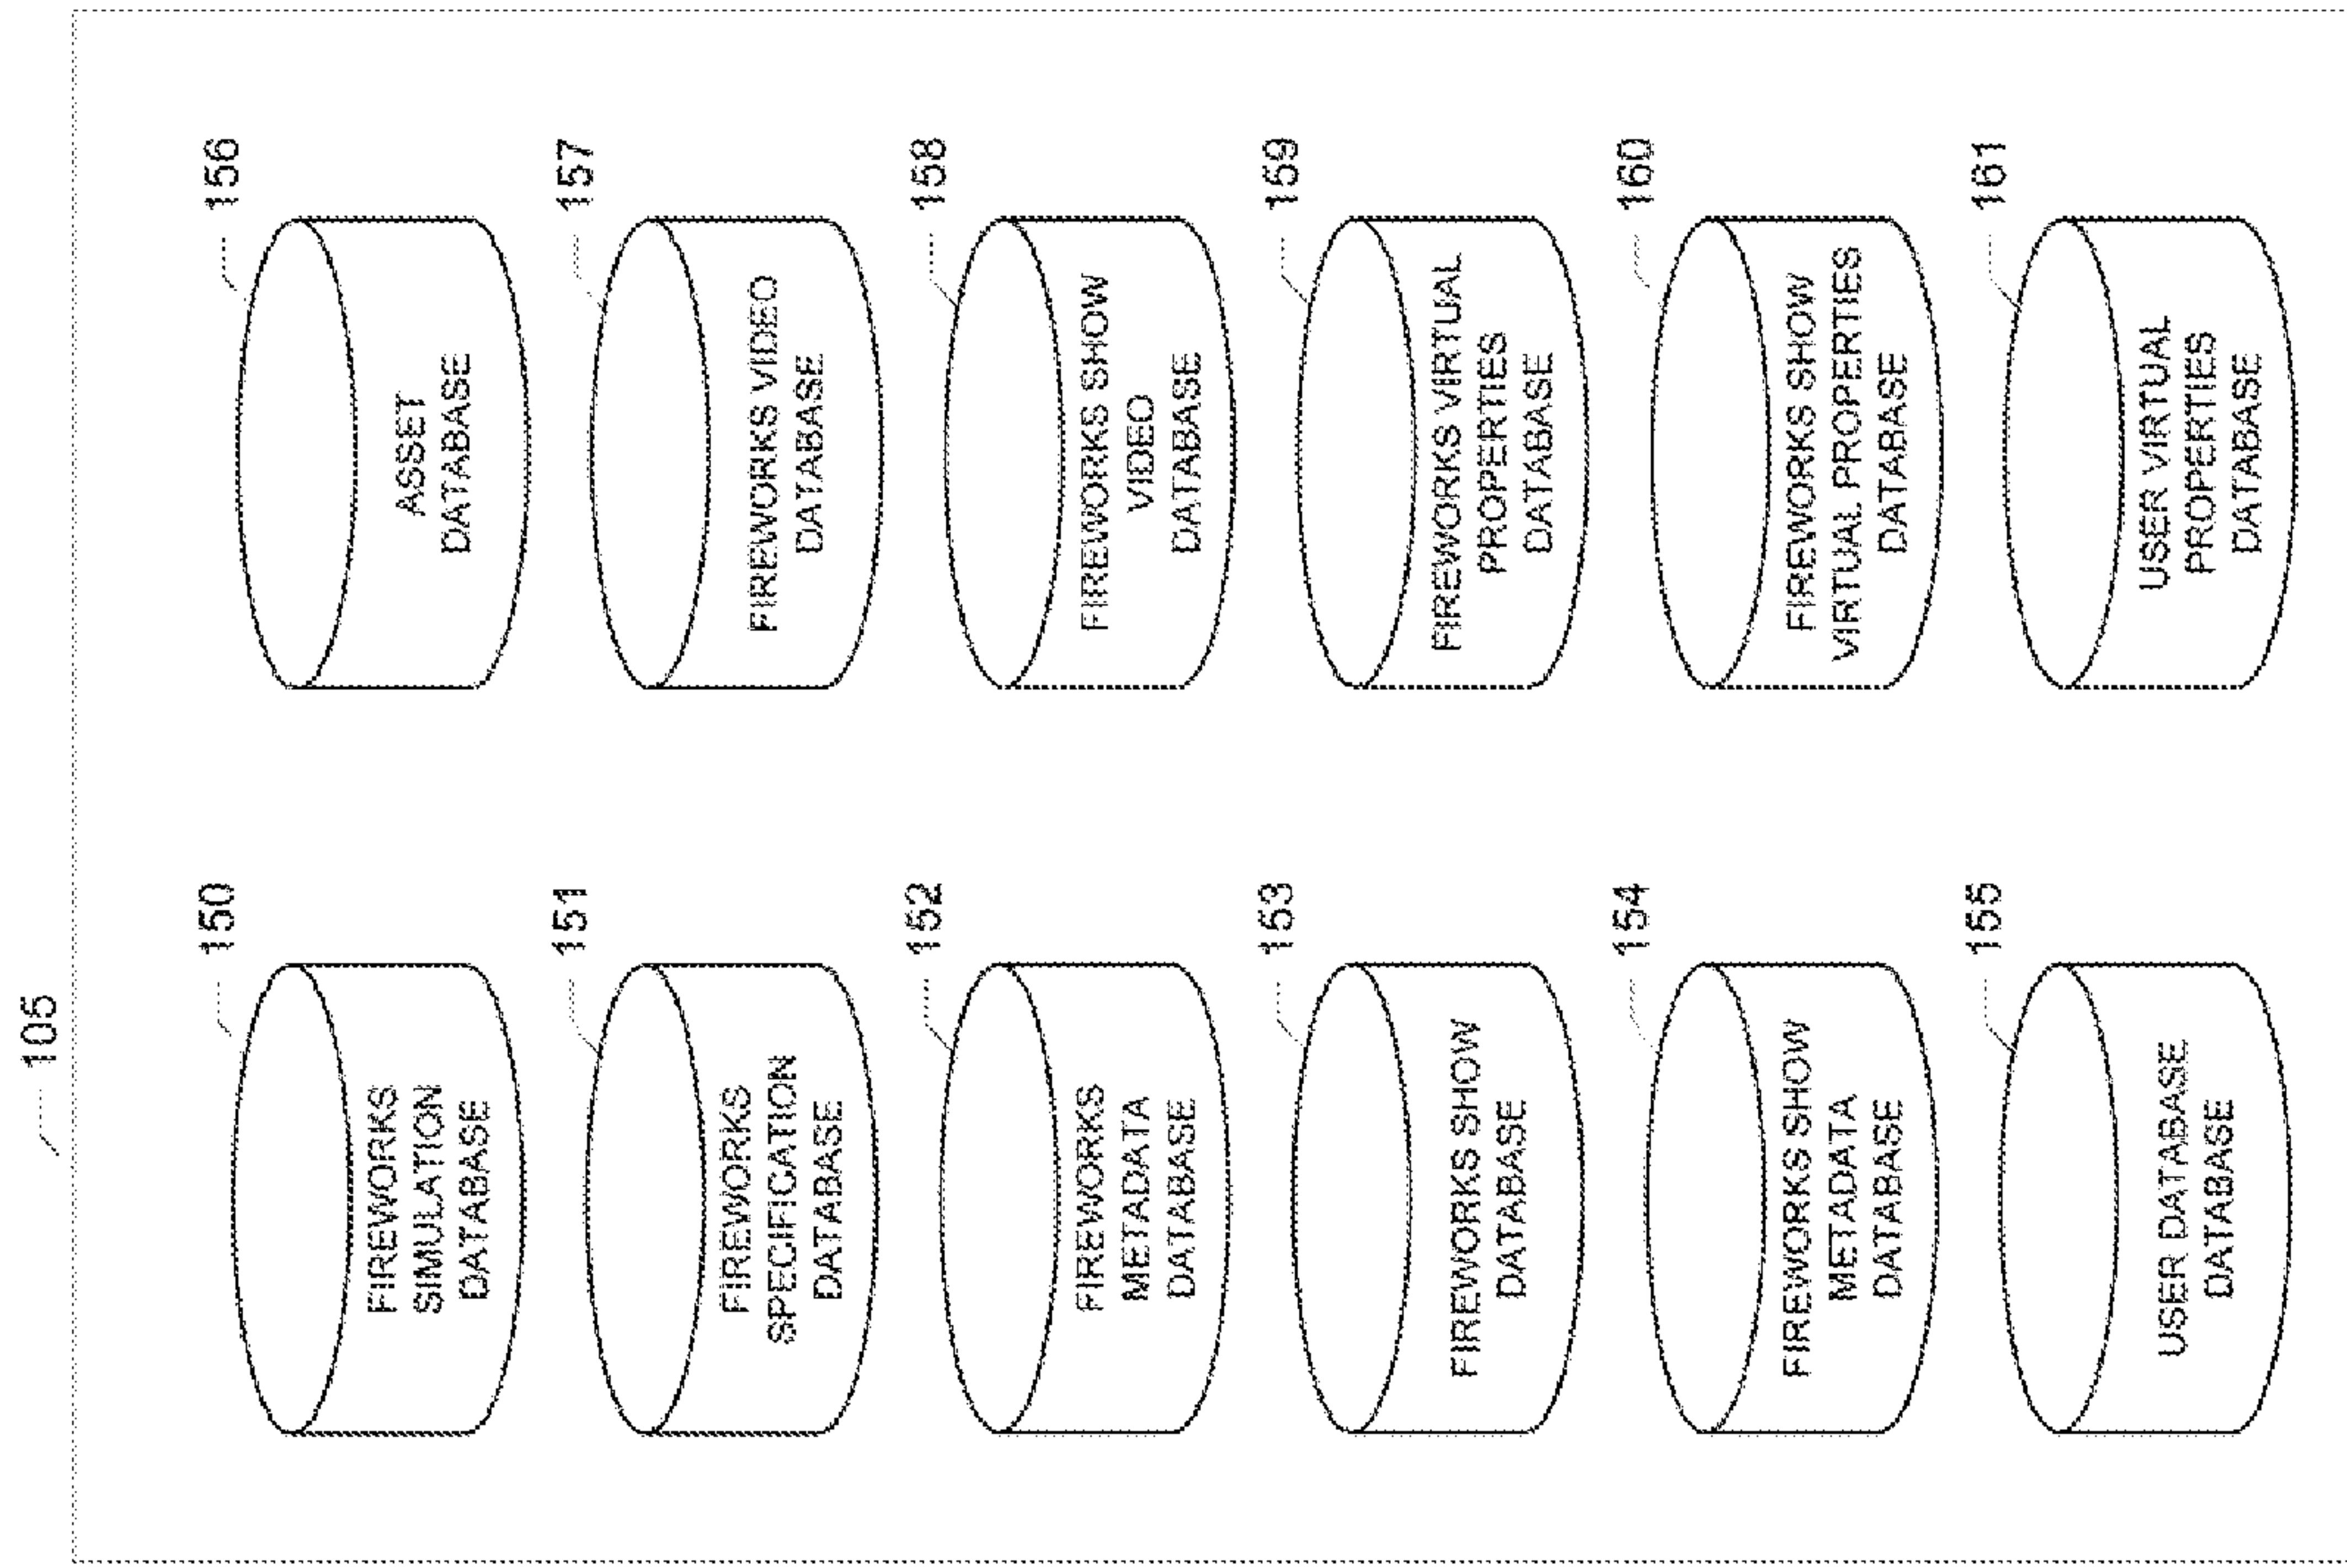 105
150
FIREWORKS
SIMULATION
DATABASE
151
FIREWORKS
SPECIFICATION
DATABASE
152
FIREWORKS
METADATA
DATABASE
153
FIREWORKS SHOW
DATABASE
154
FIREWORKS SHOW
METADATA
DATABASE
155
USER DATABASE
DATABASE
156
ASSET
DATABASE
157
FIREWORKS VIDEO
DATABASE
158
FIREWORKS SHOW
VIDEO
DATABASE
159
FIREWORKS VIRTUAL
PROPERTIES
DATABASE
160
FIREWORKS SHOW
VIRTUAL PROPERTIES
DATABASE
161
USER VIRTUAL
PROPERTIES
DATABASE